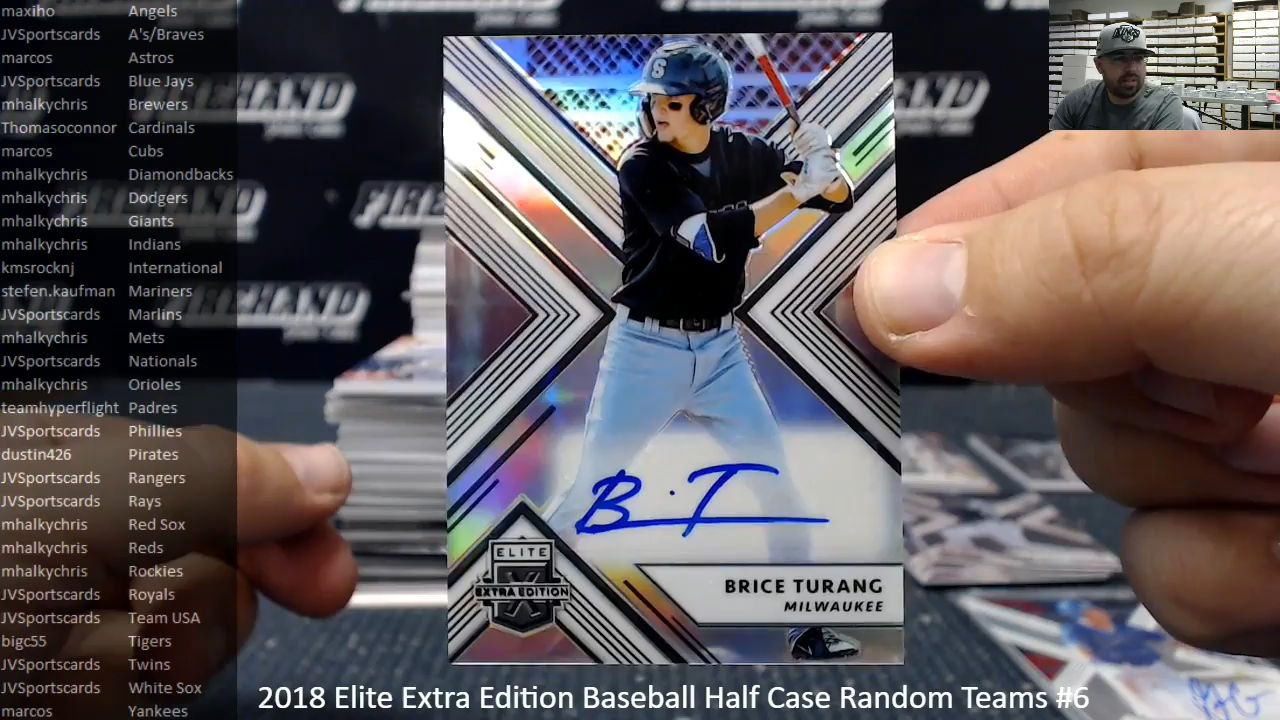 maxiho Angels
JVSportscards A's/Braves
marcos Astros
JVSportscards Blue Jays
mhalkychris Brewers
Thomasoconnor Cardinals
marcos Cubs
mhalkychris Diamondbacks
mhalkychris Dodgers
mhalkychris Giants
mhalkychris Indians
kmsrocknj International
stefen.kaufman Mariners
JVSportscards Marlins
mhalkychris Mets
JVSportscards Nationals
mhalkychris Orioles
teamhyperflight Padres
JVSportscards Phillies
dustin426 Pirates
JVSportscards Rangers
JVSportscards Rays
mhalkychris Red Sox
mhalkychris Reds
mhalkychris Rockies
JVSportscards Royals
JVSportscards Team USA
bigc55 Tigers
JVSportscards Twins
JVSportscards White Sox
marcos Yankees
FIREHAND
KINGS
S
B. T
ELITE
EXTRA EDITION
X
BRICE TURANG
MILWAUKEE
2018 Elite Extra Edition Baseball Half Case Random Teams #6